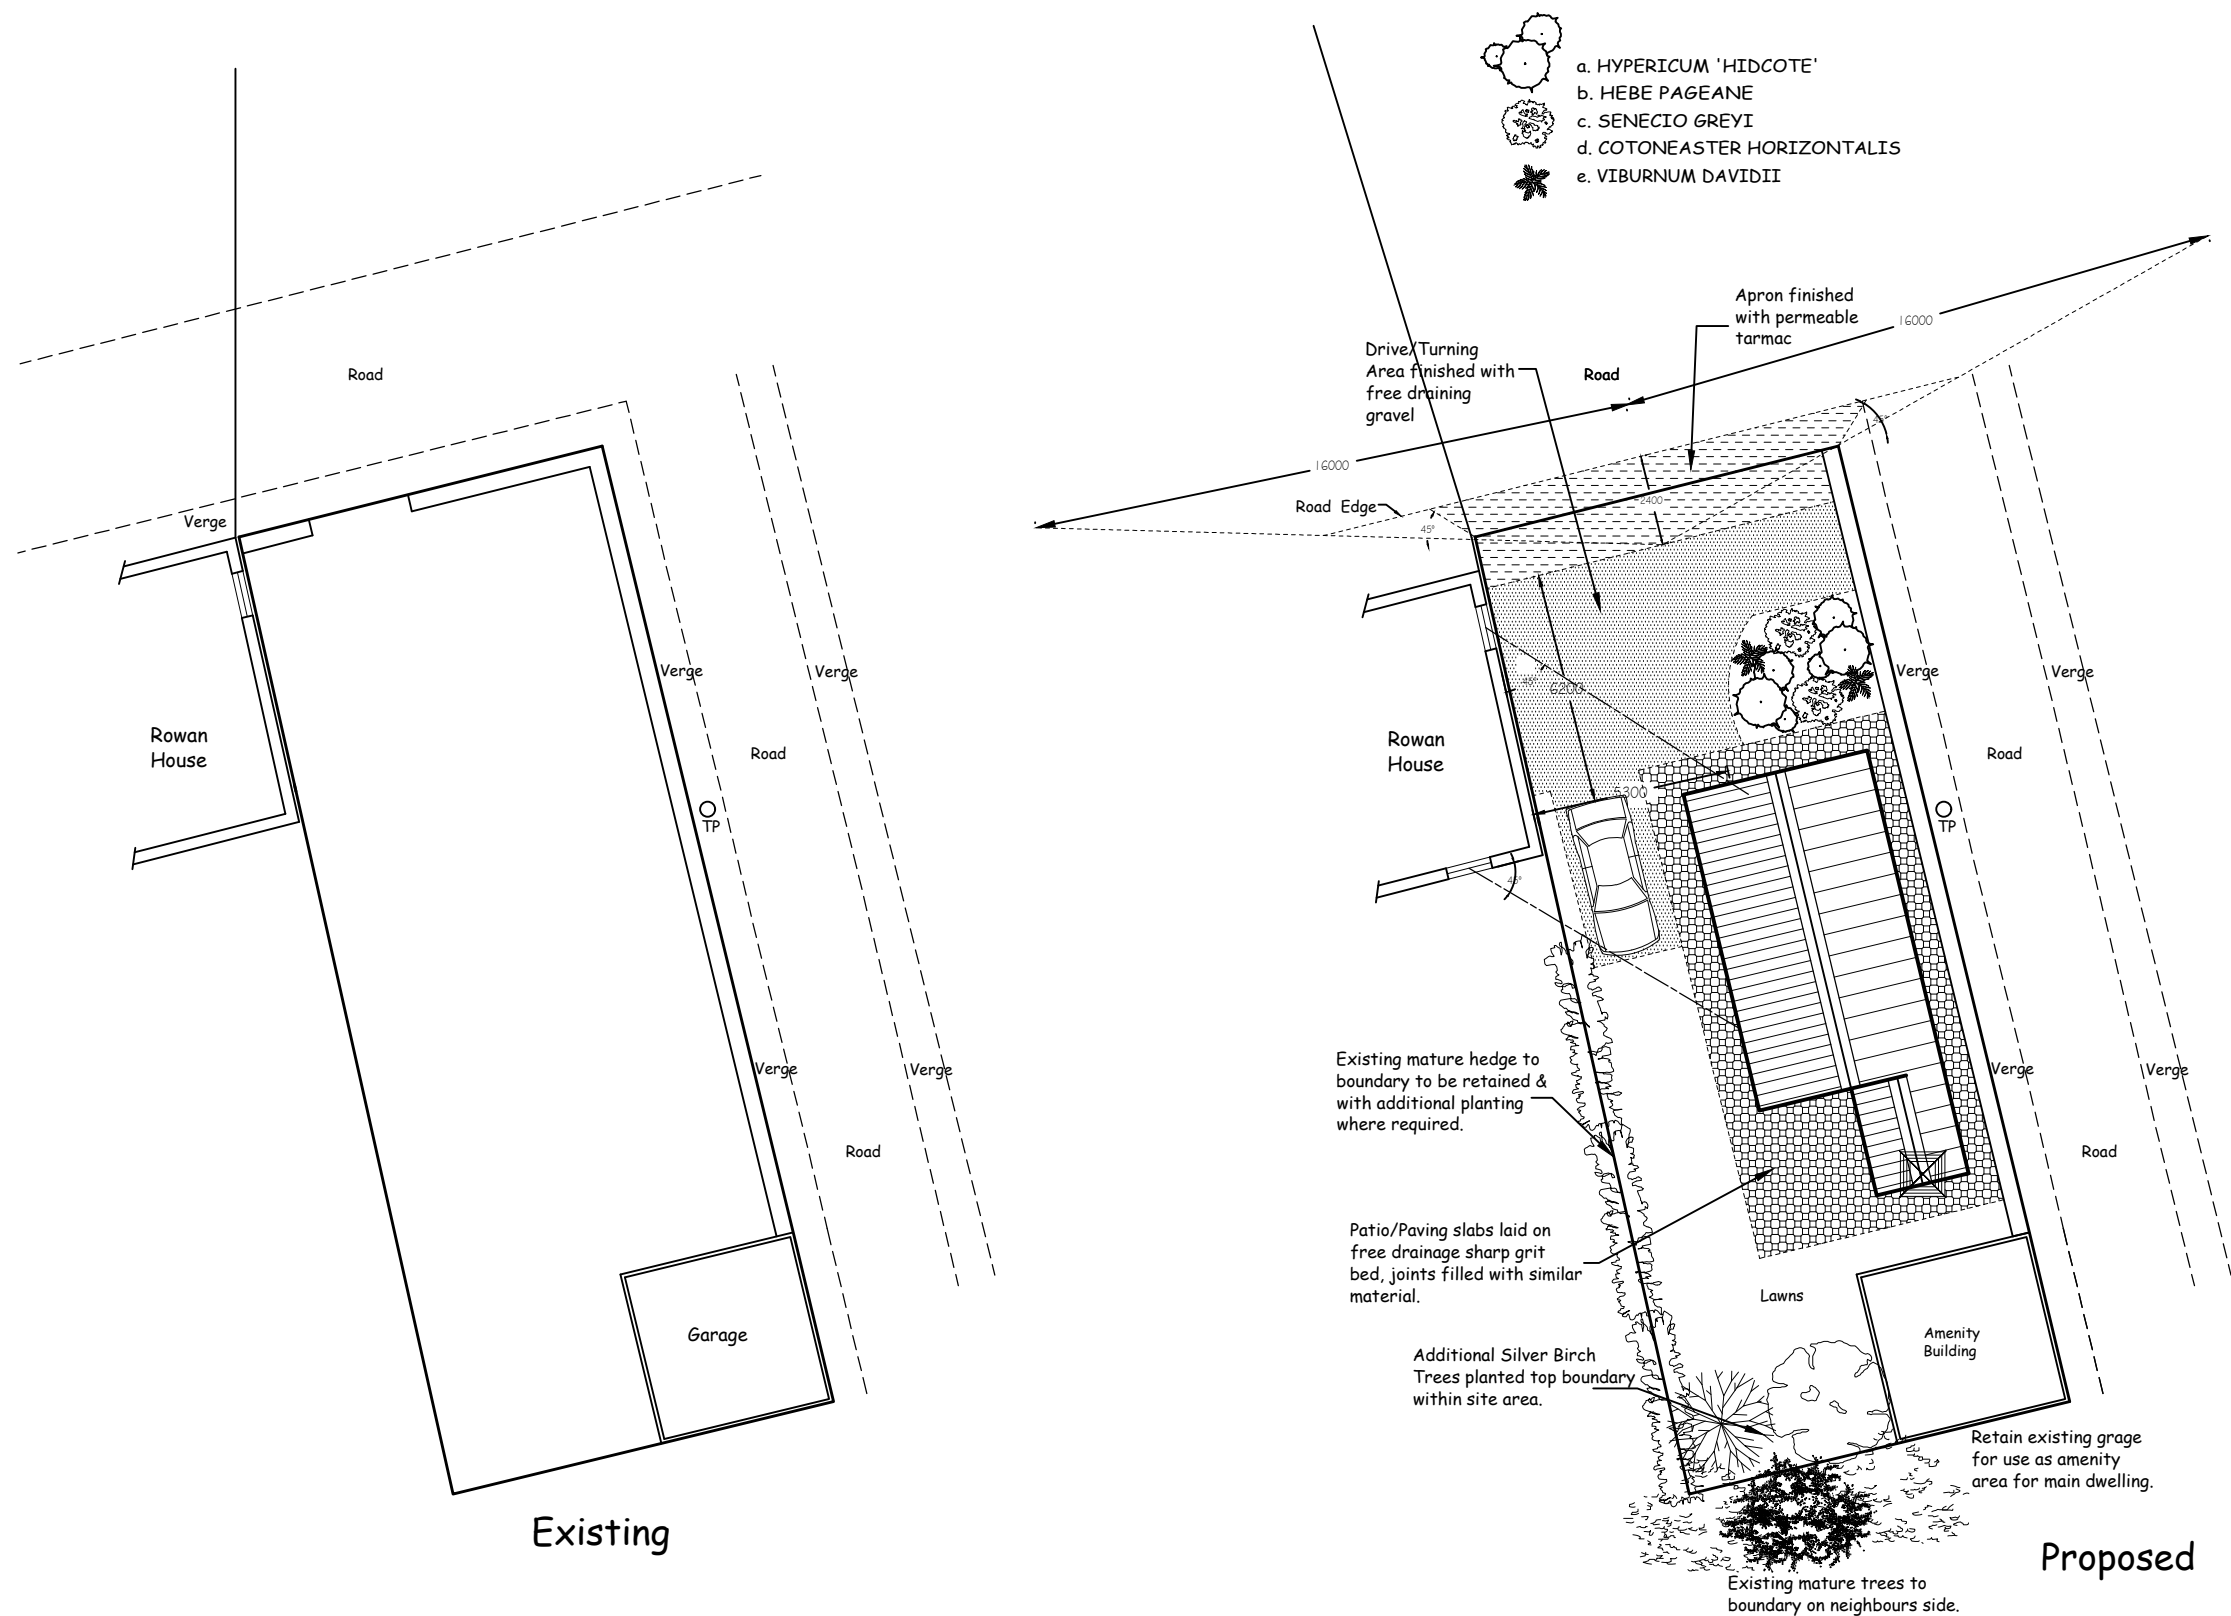 Road
Verge
Rowan
House
Verge
Verge
Road
TP
Verge
Verge
Road
Garage
Existing
a. HYPERICUM 'HIDCOTE'
b. HEBE PAGEANE
c. SENECIO GREYI
d. COTONEASTER HORIZONTALIS
e. VIBURNUM DAVIDII
Apron finished
with permeable
tarmac
16000
Drive/Turning
Area finished with
free draining
gravel
Road
45°
16000
2400
Road Edge
45°
Verge
Verge
45°
6200
Rowan
House
Road
5300
TP
45°
Existing mature hedge to
boundary to be retained &
with additional planting
where required.
Verge
Verge
Road
Patio/Paving slabs laid on
free drainage sharp grit
bed, joints filled with similar
material.
Lawns
Amenity
Building
Additional Silver Birch
Trees planted top boundary
within site area.
Retain existing grage
for use as amenity
area for main dwelling.
Proposed
Existing mature trees to
boundary on neighbours side.